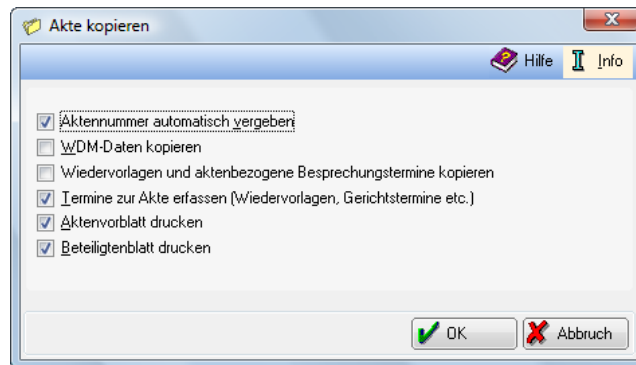 Akte kopieren
Hilfe Info
Aktennummer automatisch vergeben
WDM-Daten kopieren
Wiedervorlagen und aktenbezogene Besprechungstermine kopieren
Termine zur Akte erfassen (Wiedervorlagen, Gerichtstermine etc.)
Aktenvorblatt drucken
Beteiligtenblatt drucken
OK Abbruch